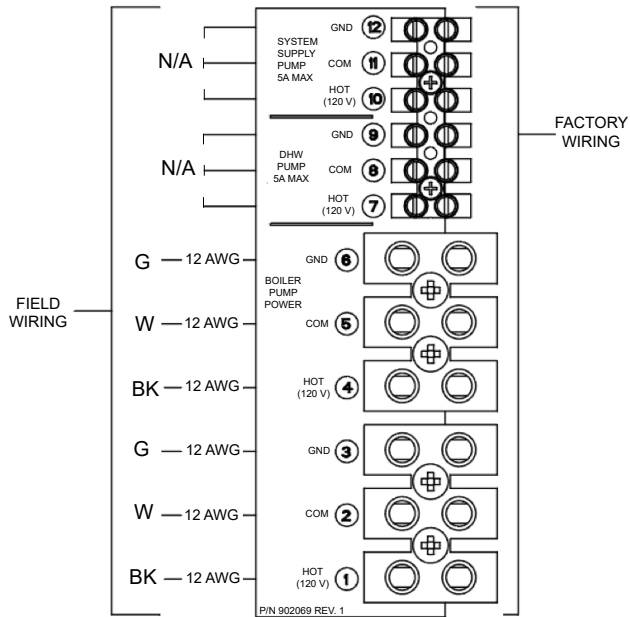 GND 12
SYSTEM
SUPPLY
PUMP
5A MAX
N/A
COM 11
HOT
(120 V) 10
GND 9
DHW
PUMP
5A MAX
N/A
COM 8
HOT
(120 V) 7
FACTORY
WIRING
G 12 AWG
GND 6
BOILER
PUMP
POWER
FIELD
WIRING
W 12 AWG
COM 5
BK 12 AWG
HOT
(120 V) 4
G 12 AWG
GND 3
W 12 AWG
COM 2
BK 12 AWG
HOT
(120 V) 1
P/N 902069 REV. 1